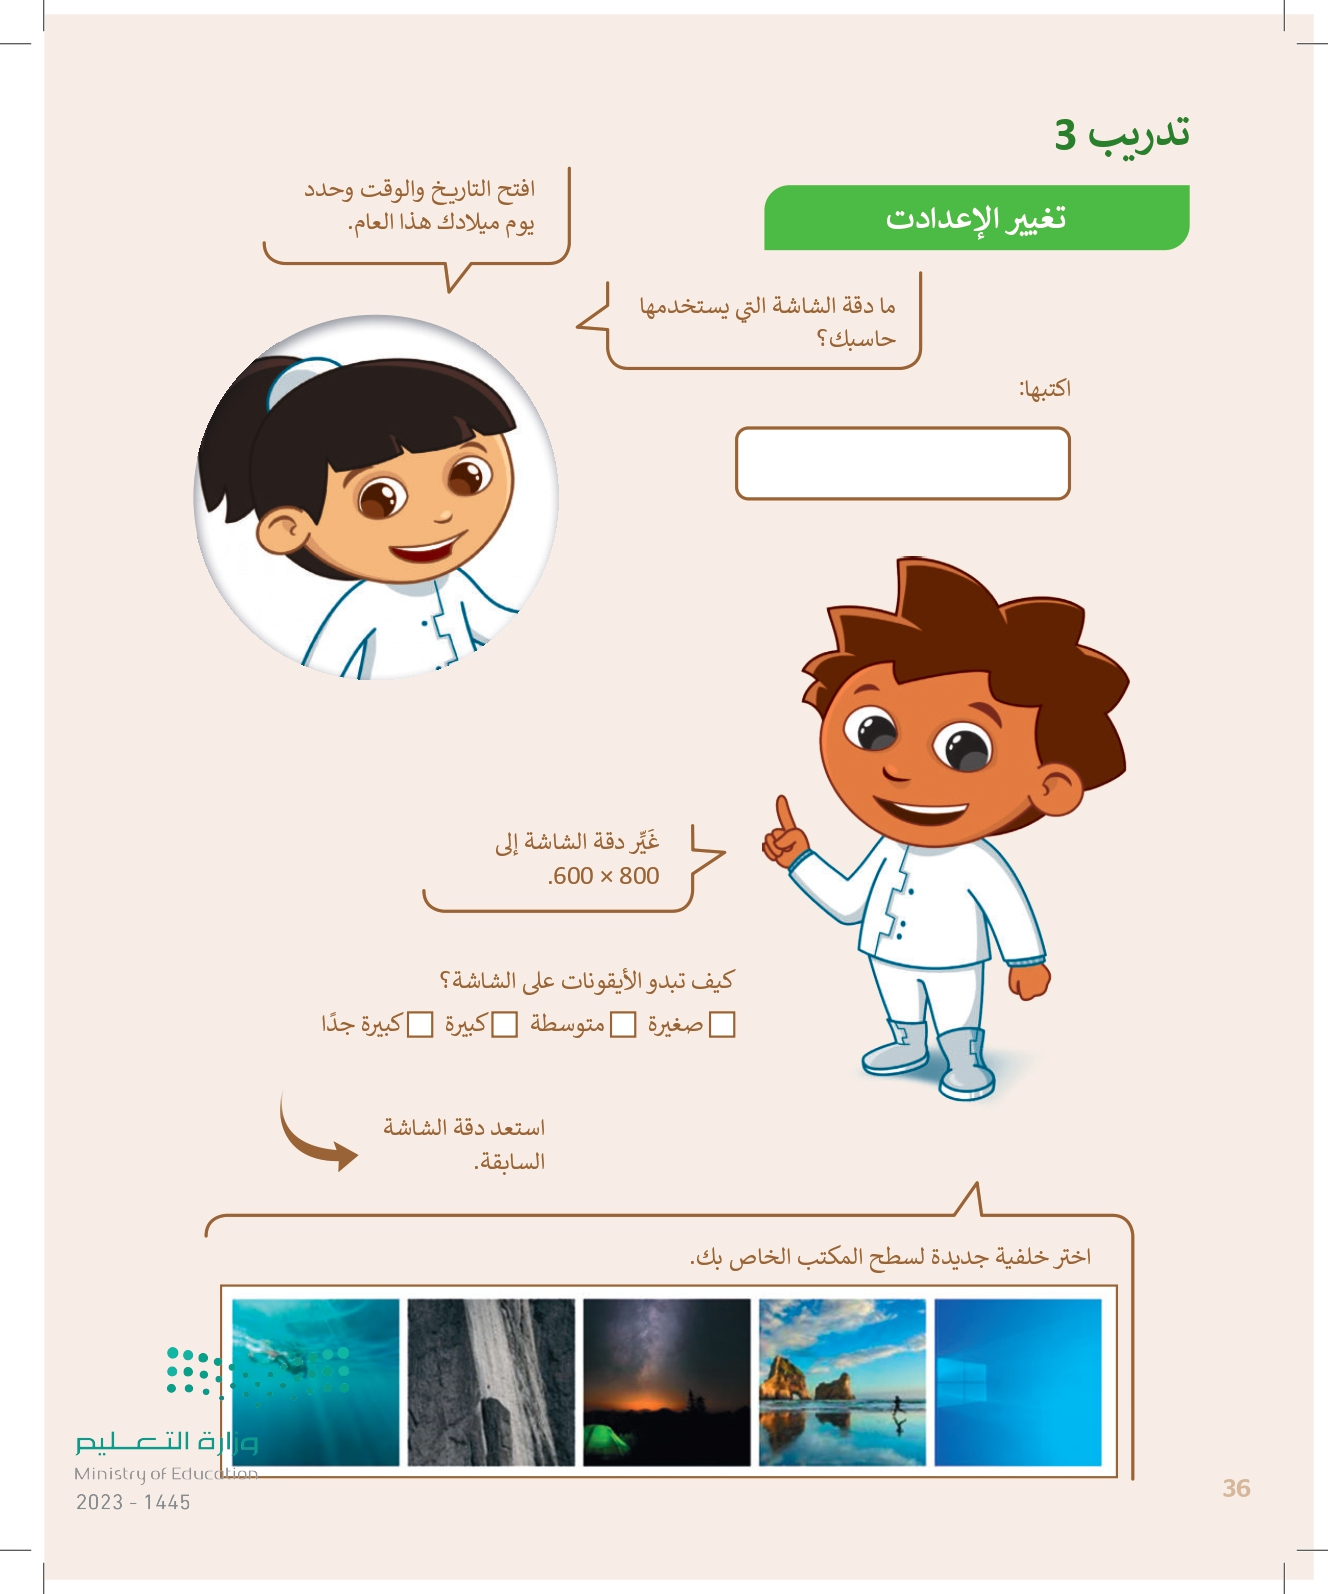 تدريب 3
تغيير الإعدادت
افتح التاريخ والوقت وحدد
يوم ميلادك هذا العام.
ما دقة الشاشة التي يستخدمها
حاسبك؟
اكتبها:
غَيِّر دقة الشاشة إلى
800 × 600.
كيف تبدو الأيقونات على الشاشة؟
صغيرة متوسطة كبيرة كبيرة جدًا
استعد دقة الشاشة
السابقة.
اختر خلفية جديدة لسطح المكتب الخاص بك.
وزارة التعليم
Ministry of Education
2023 - 1445
36